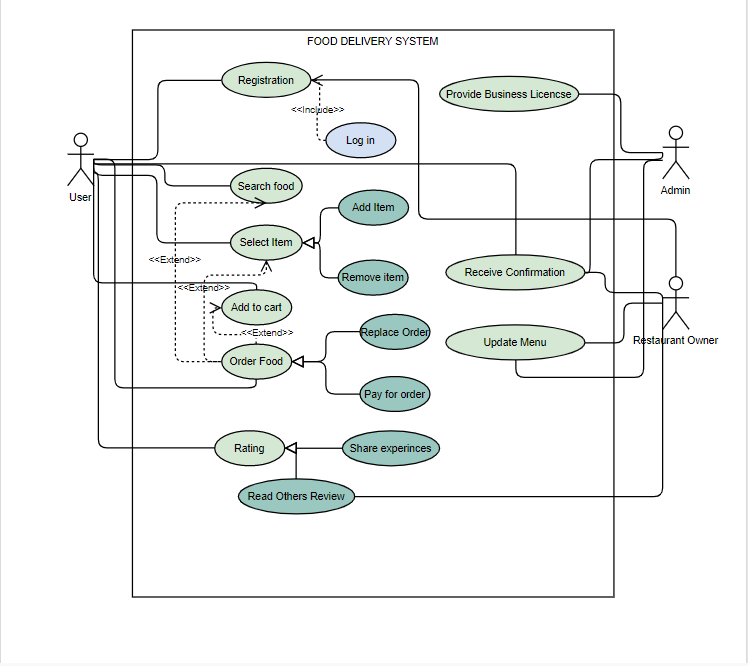 FOOD DELIVERY SYSTEM
Registration
Provide Business Licencse
<<Include>>
Log in
User
Admin
Search food
Add Item
Select Item
<<Extend>>
Receive Confirmation
Remove item
<<Extend>>
Add to cart
<<Extend>>
Replace Order
Update Menu
Restaurant Owner
Order Food
Pay for order
Rating
Share experinces
Read Others Review